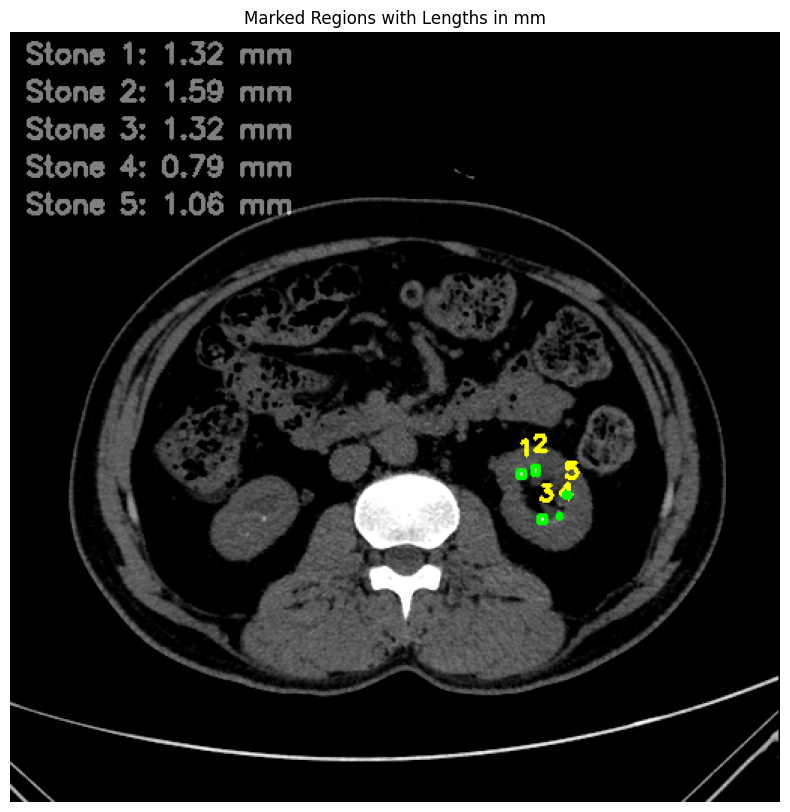 Marked Regions with Lengths in mm
Stone 1: 1.32 mm
Stone 2: 1.59 mm
Stone 3: 1.32 mm
Stone 4: 0.79 mm
Stone 5: 1.06 mm
1 2
5
3 4